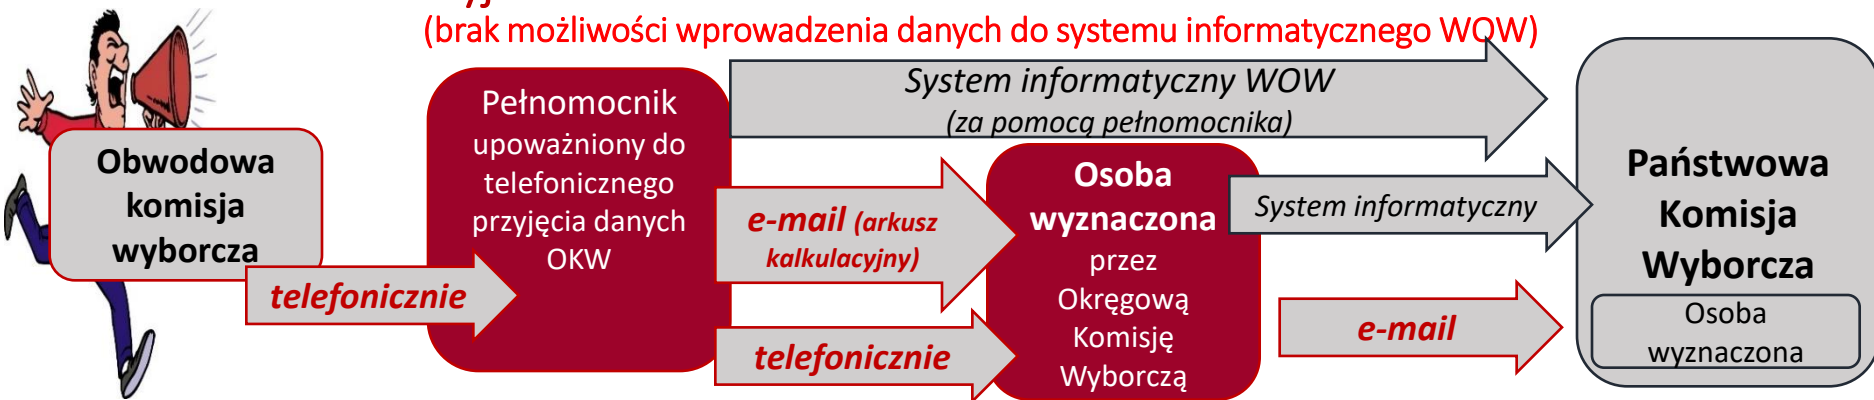 (brak możliwości wprowadzenia danych do systemu informatycznego WOW)
Obwodowa
komisja
wyborcza
telefonicznie
Pełnomocnik
upoważniony do
telefonicznego
przyjęcia danych
OKW
System informatyczny WOW
(za pomocą pełnomocnika)
e-mail (arkusz
kalkulacyjny)
telefonicznie
Osoba
wyznaczona
przez
Okręgową
Komisję
Wyborczą
System informatyczny
e-mail
Państwowa
Komisja
Wyborcza
Osoba
wyznaczona